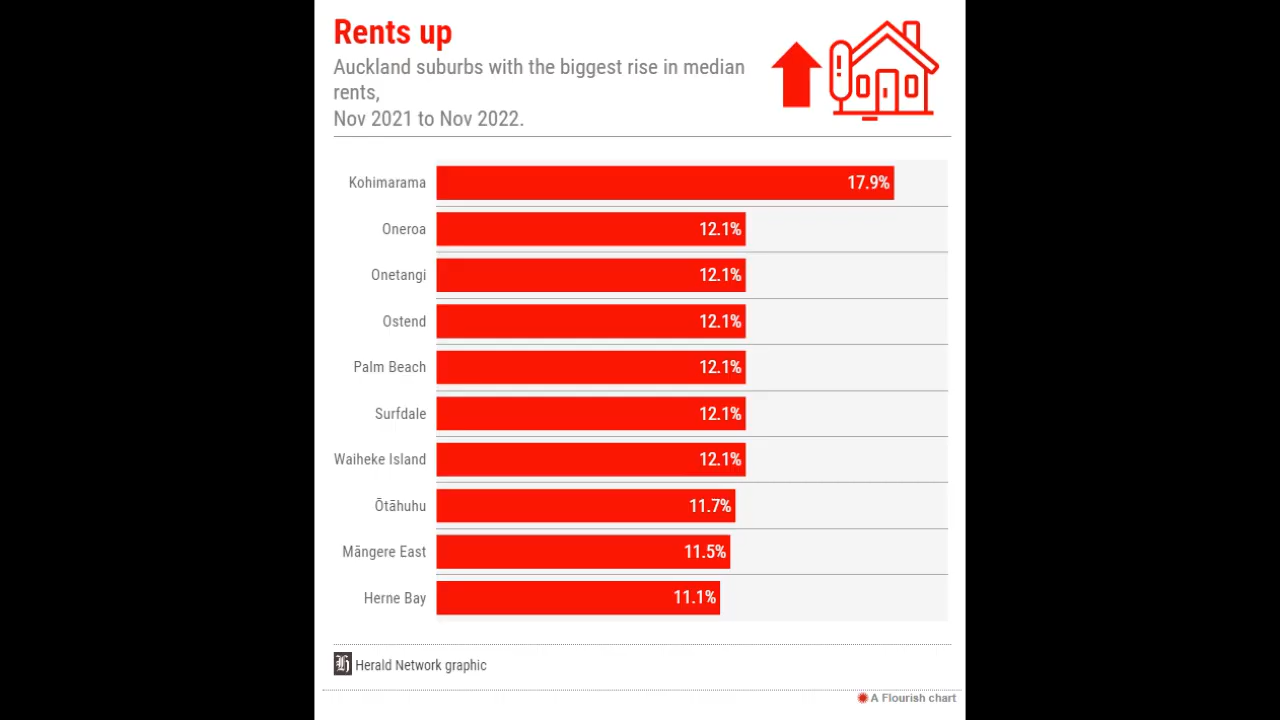 Rents up
Auckland suburbs with the biggest rise in median
rents,
Nov 2021 to Nov 2022.
Kohimarama 17.9%
Oneroa 12.1%
Onetangi 12.1%
Ostend 12.1%
Palm Beach 12.1%
Surfdale 12.1%
Waiheke Island 12.1%
Ōtāhuhu 11.7%
Māngere East 11.5%
Herne Bay 11.1%
Herald Network graphic
A Flourish chart